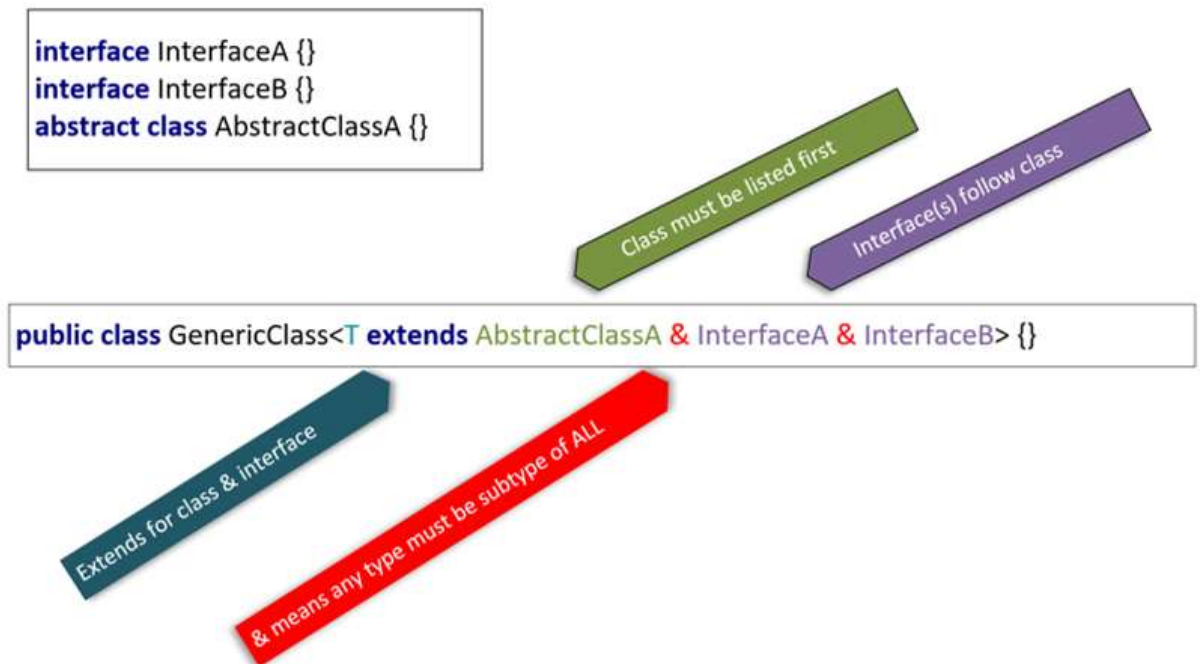 interface InterfaceA {}
interface InterfaceB {}
abstract class AbstractClassA {}
Class must be listed first
Interface(s) follow class
public class GenericClass<T extends AbstractClassA & InterfaceA & InterfaceB> {}
Extends for class & interface
& means any type must be subtype of ALL